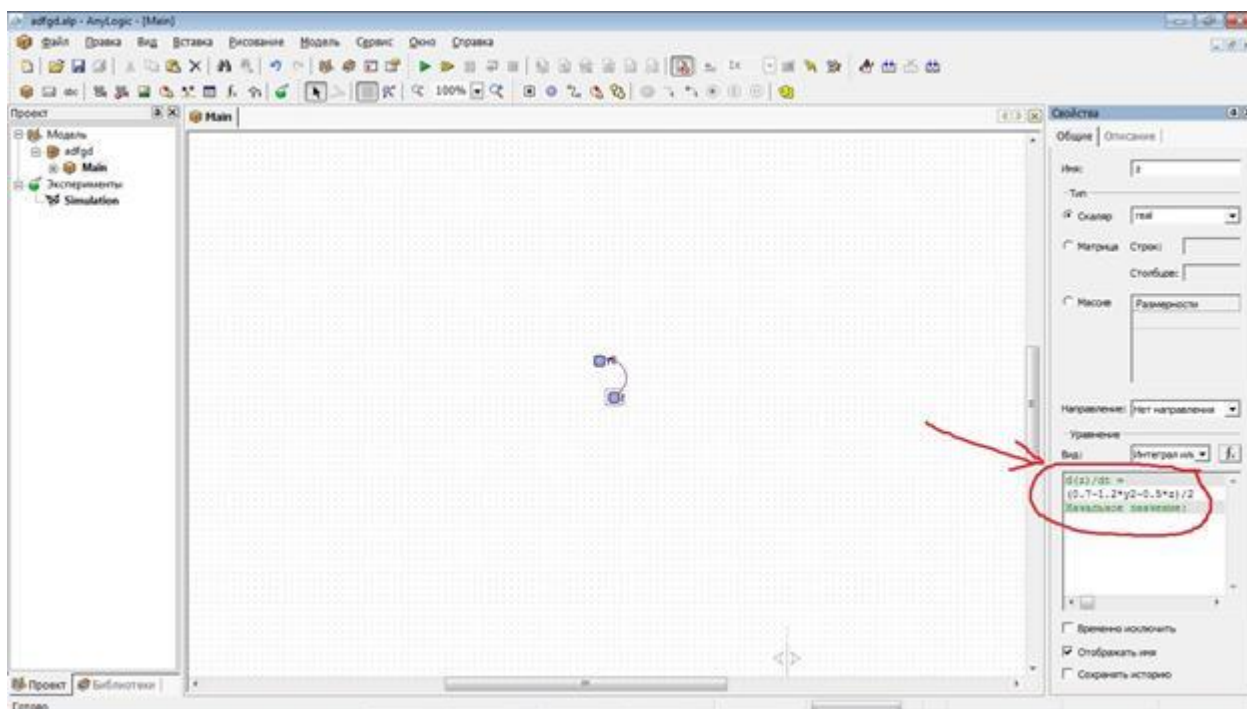 adfgd.alp - AnyLogic - [Main]
Файл Правка Вид Вставка Рисование Модель Сервис Окно Справка
100%
Проект
Модель
adfgd
Main
Эксперименты
Simulation
Проект Библиотеки
Готово
Main
Свойства
Общие Описание
Имя: z
Тип
Скаляр real
Матрица Строк:
Столбцов:
Массив Размерности
Направление: Нет направления
Уравнение
Вид: Интеграл или
d(z)/dt =
(0.7-1.2*y2-0.5*z)/2
Начальное значение:
Временно исключить
Отображать имя
Сохранять историю